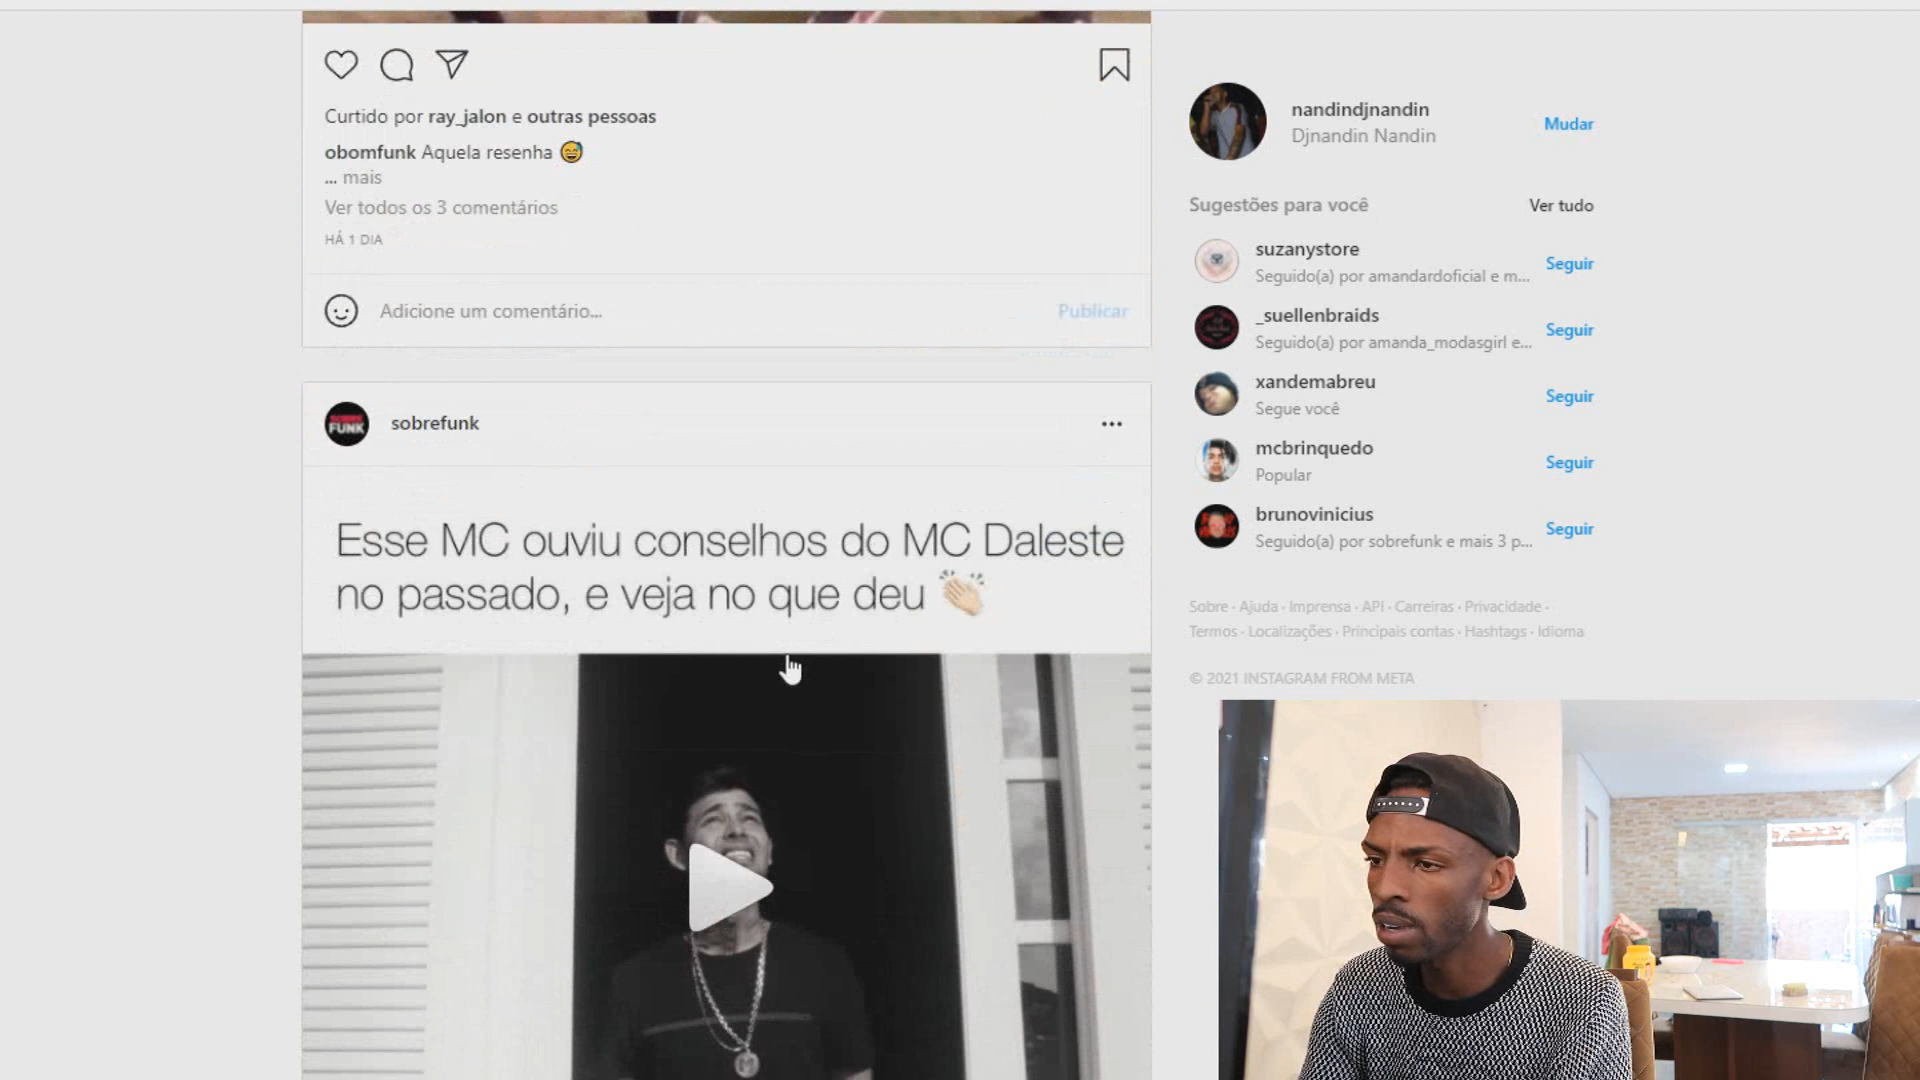 Curtido por ray_jalon e outras pessoas
obomfunk Aquela resenha 😅
... mais
Ver todos os 3 comentários
HÁ 1 DIA
Adicione um comentário... Publicar
SOBRE
FUNK
sobrefunk
Esse MC ouviu conselhos do MC Daleste
no passado, e veja no que deu 👏🏻
nandindjnandin
Djnandin Nandin
Mudar
Sugestões para você Ver tudo
suzanystore
Seguido(a) por amandardoficial e m...
Seguir
_suellenbraids
Seguido(a) por amanda_modasgirl e...
Seguir
xandemabreu
Segue você
Seguir
mcbrinquedo
Popular
Seguir
brunovinicius
Seguido(a) por sobrefunk e mais 3 p...
Seguir
Sobre · Ajuda · Imprensa · API · Carreiras · Privacidade ·
Termos · Localizações · Principais contas · Hashtags · Idioma
© 2021 INSTAGRAM FROM META